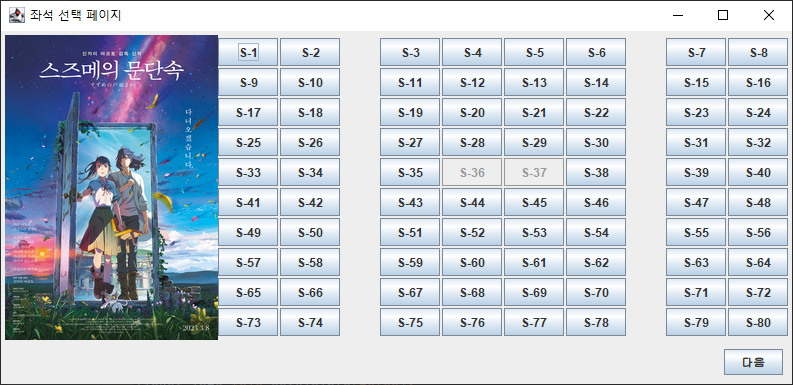 좌석 선택 페이지
신카이 마코토 감독 신작
스즈메의 문단속
すずめの戸締まり
다녀오겠습니다.
2023.3.8
S-1 S-2 S-3 S-4 S-5 S-6 S-7 S-8
S-9 S-10 S-11 S-12 S-13 S-14 S-15 S-16
S-17 S-18 S-19 S-20 S-21 S-22 S-23 S-24
S-25 S-26 S-27 S-28 S-29 S-30 S-31 S-32
S-33 S-34 S-35 S-36 S-37 S-38 S-39 S-40
S-41 S-42 S-43 S-44 S-45 S-46 S-47 S-48
S-49 S-50 S-51 S-52 S-53 S-54 S-55 S-56
S-57 S-58 S-59 S-60 S-61 S-62 S-63 S-64
S-65 S-66 S-67 S-68 S-69 S-70 S-71 S-72
S-73 S-74 S-75 S-76 S-77 S-78 S-79 S-80
다음